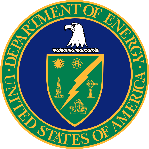 DEPARTMENT OF ENERGY
UNITED STATES OF AMERICA